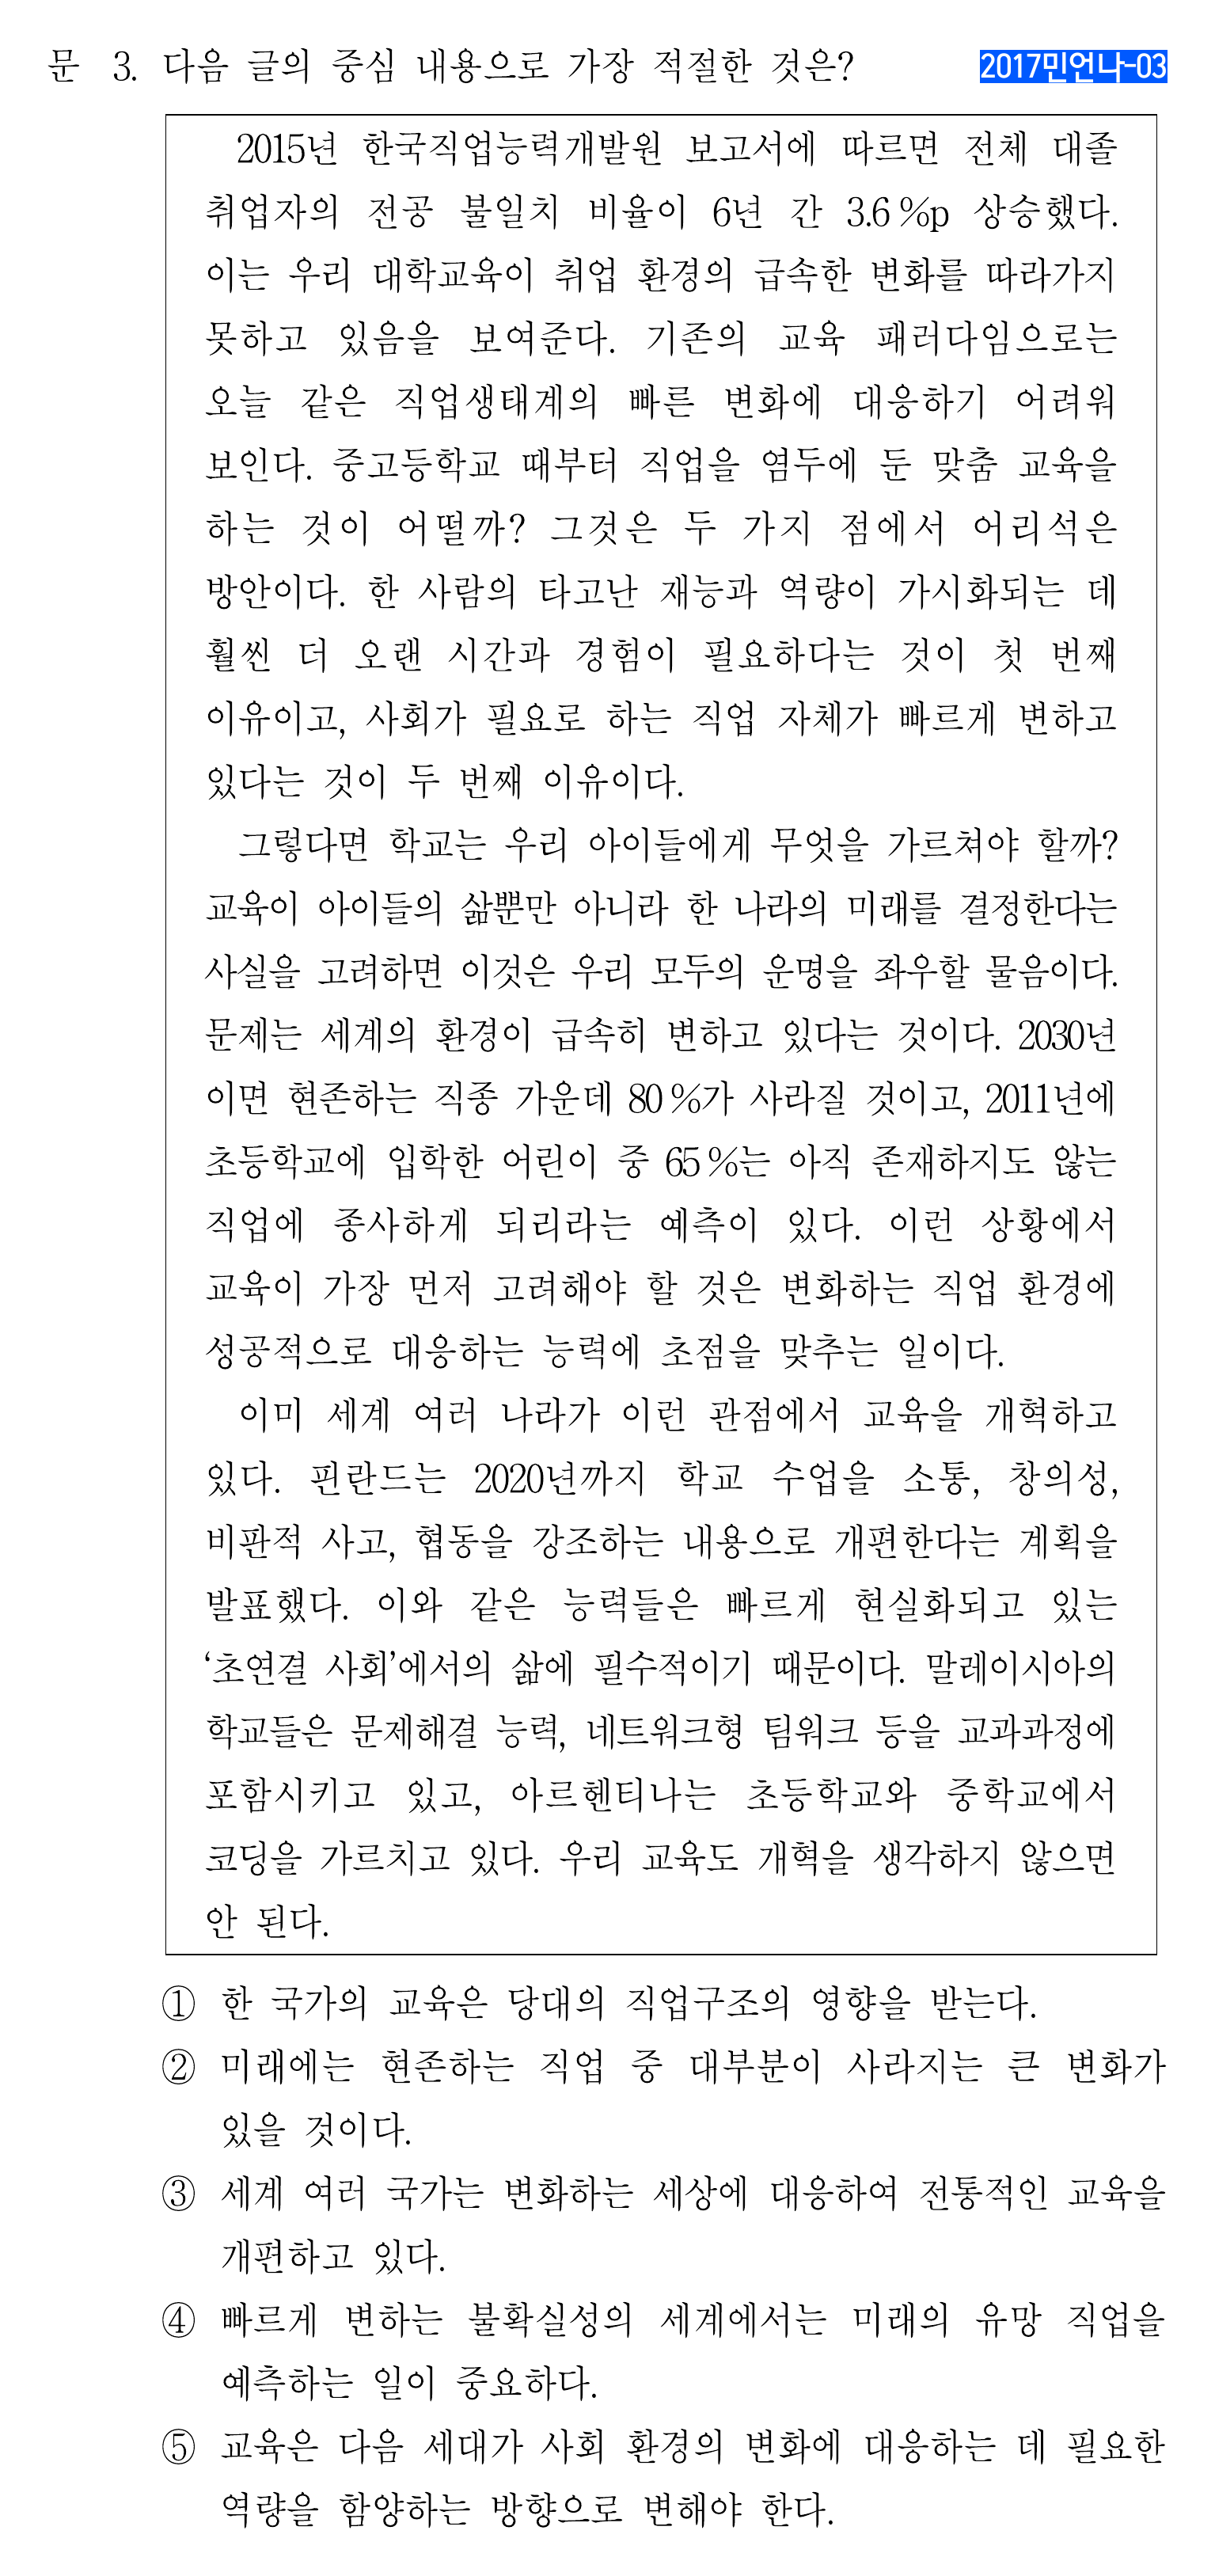 문 3. 다음 글의 중심 내용으로 가장 적절한 것은? 2017민언나-03
2015년 한국직업능력개발원 보고서에 따르면 전체 대졸
취업자의 전공 불일치 비율이 6년 간 3.6%p 상승했다.
이는 우리 대학교육이 취업 환경의 급속한 변화를 따라가지
못하고 있음을 보여준다. 기존의 교육 패러다임으로는
오늘 같은 직업생태계의 빠른 변화에 대응하기 어려워
보인다. 중고등학교 때부터 직업을 염두에 둔 맞춤 교육을
하는 것이 어떨까? 그것은 두 가지 점에서 어리석은
방안이다. 한 사람의 타고난 재능과 역량이 가시화되는 데
훨씬 더 오랜 시간과 경험이 필요하다는 것이 첫 번째
이유이고, 사회가 필요로 하는 직업 자체가 빠르게 변하고
있다는 것이 두 번째 이유이다.
그렇다면 학교는 우리 아이들에게 무엇을 가르쳐야 할까?
교육이 아이들의 삶뿐만 아니라 한 나라의 미래를 결정한다는
사실을 고려하면 이것은 우리 모두의 운명을 좌우할 물음이다.
문제는 세계의 환경이 급속히 변하고 있다는 것이다. 2030년
이면 현존하는 직종 가운데 80%가 사라질 것이고, 2011년에
초등학교에 입학한 어린이 중 65%는 아직 존재하지도 않는
직업에 종사하게 되리라는 예측이 있다. 이런 상황에서
교육이 가장 먼저 고려해야 할 것은 변화하는 직업 환경에
성공적으로 대응하는 능력에 초점을 맞추는 일이다.
이미 세계 여러 나라가 이런 관점에서 교육을 개혁하고
있다. 핀란드는 2020년까지 학교 수업을 소통, 창의성,
비판적 사고, 협동을 강조하는 내용으로 개편한다는 계획을
발표했다. 이와 같은 능력들은 빠르게 현실화되고 있는
‘초연결 사회’에서의 삶에 필수적이기 때문이다. 말레이시아의
학교들은 문제해결 능력, 네트워크형 팀워크 등을 교과과정에
포함시키고 있고, 아르헨티나는 초등학교와 중학교에서
코딩을 가르치고 있다. 우리 교육도 개혁을 생각하지 않으면
안 된다.
① 한 국가의 교육은 당대의 직업구조의 영향을 받는다.
② 미래에는 현존하는 직업 중 대부분이 사라지는 큰 변화가
있을 것이다.
③ 세계 여러 국가는 변화하는 세상에 대응하여 전통적인 교육을
개편하고 있다.
④ 빠르게 변하는 불확실성의 세계에서는 미래의 유망 직업을
예측하는 일이 중요하다.
⑤ 교육은 다음 세대가 사회 환경의 변화에 대응하는 데 필요한
역량을 함양하는 방향으로 변해야 한다.